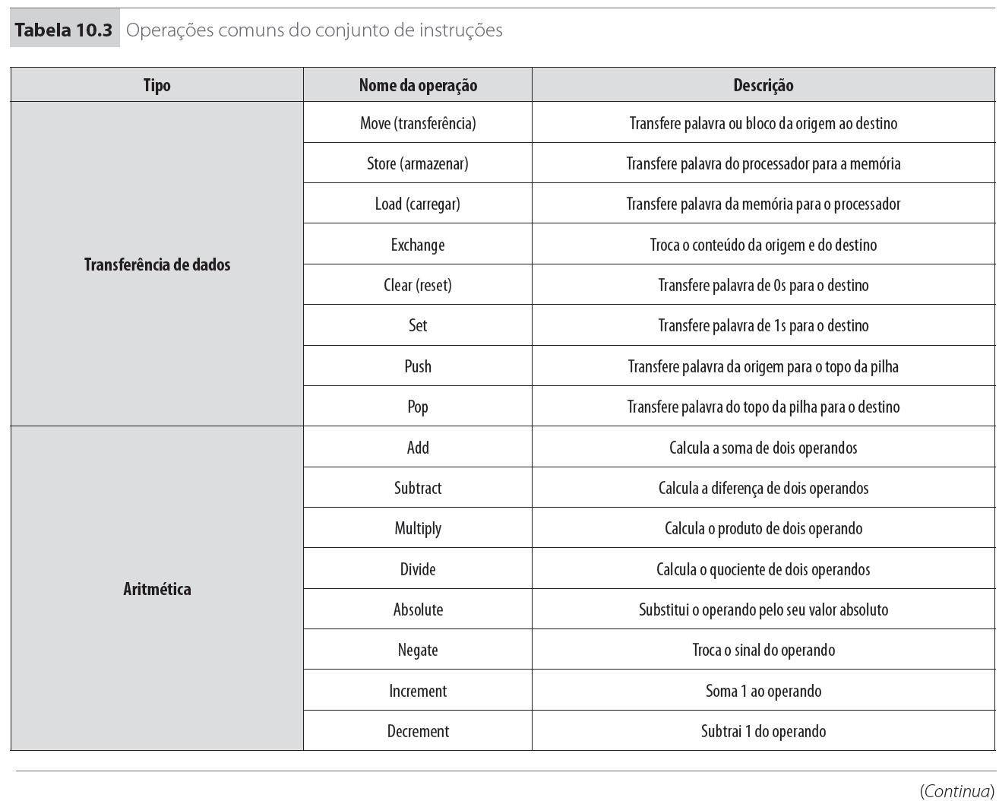 Tabela 10.3 Operações comuns do conjunto de instruções
Tipo Nome da operação Descrição
Transferência de dados
Move (transferência) Transfere palavra ou bloco da origem ao destino
Store (armazenar) Transfere palavra do processador para a memória
Load (carregar) Transfere palavra da memória para o processador
Exchange Troca o conteúdo da origem e do destino
Clear (reset) Transfere palavra de 0s para o destino
Set Transfere palavra de 1s para o destino
Push Transfere palavra da origem para o topo da pilha
Pop Transfere palavra do topo da pilha para o destino
Aritmética
Add Calcula a soma de dois operandos
Subtract Calcula a diferença de dois operandos
Multiply Calcula o produto de dois operando
Divide Calcula o quociente de dois operandos
Absolute Substitui o operando pelo seu valor absoluto
Negate Troca o sinal do operando
Increment Soma 1 ao operando
Decrement Subtrai 1 do operando
(Continua)